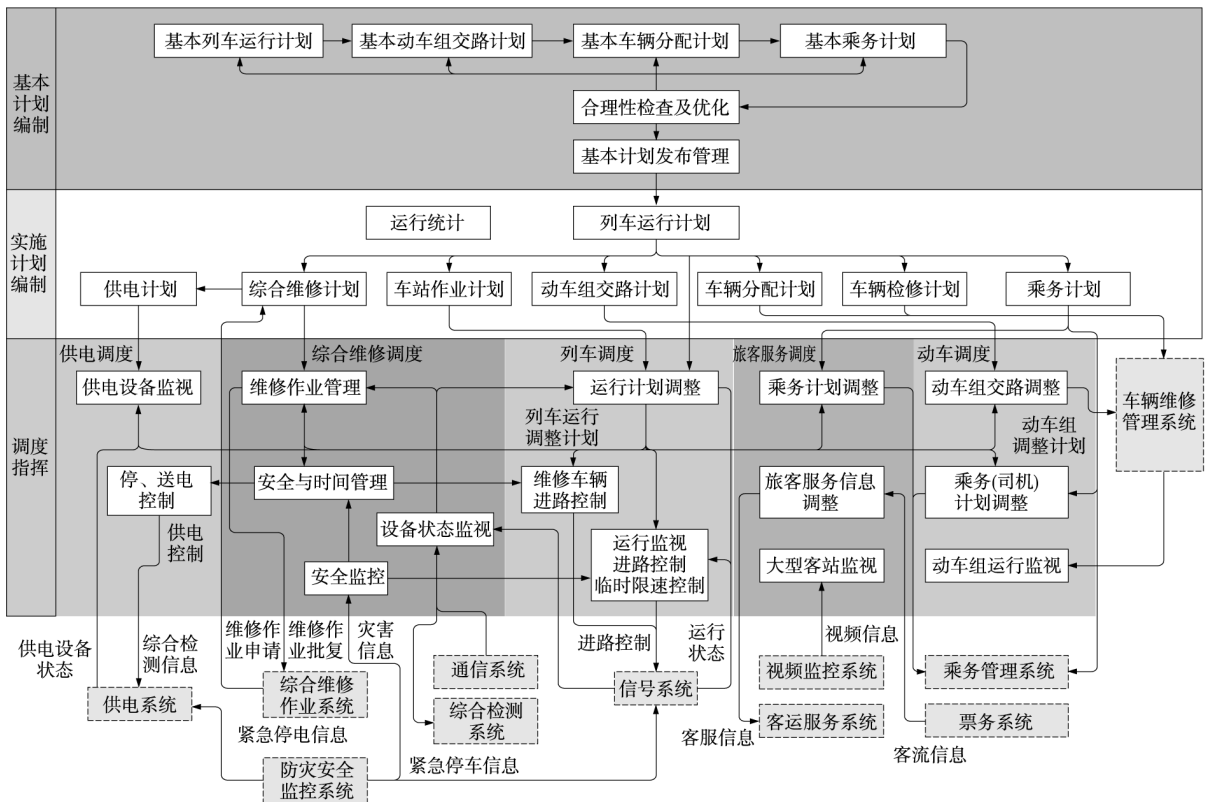 基本
计划
编制
基本列车运行计划
基本动车组交路计划
基本车辆分配计划
基本乘务计划
合理性检查及优化
基本计划发布管理
实施
计划
编制
运行统计
列车运行计划
供电计划
综合维修计划
车站作业计划
动车组交路计划
车辆分配计划
车辆检修计划
乘务计划
调度
指挥
供电调度
综合维修调度
列车调度
旅客服务调度
动车调度
供电设备监视
维修作业管理
运行计划调整
乘务计划调整
动车组交路调整
车辆维修
管理系统
列车运行
调整计划
动车组
调整计划
停、送电
控制
安全与时间管理
维修车辆
进路控制
旅客服务信息
调整
乘务(司机)
计划调整
供电
控制
设备状态监视
运行监视
进路控制
临时限速控制
安全监控
大型客站监视
动车组运行监视
供电设备
状态
综合检
测信息
维修作
业申请
维修作
业批复
灾害
信息
进路控制
运行
状态
视频信息
通信系统
信号系统
视频监控系统
乘务管理系统
供电系统
综合维修
作业系统
综合检测
系统
客运服务系统
票务系统
紧急停电信息
客服信息
客流信息
防灾安全
监控系统
紧急停车信息